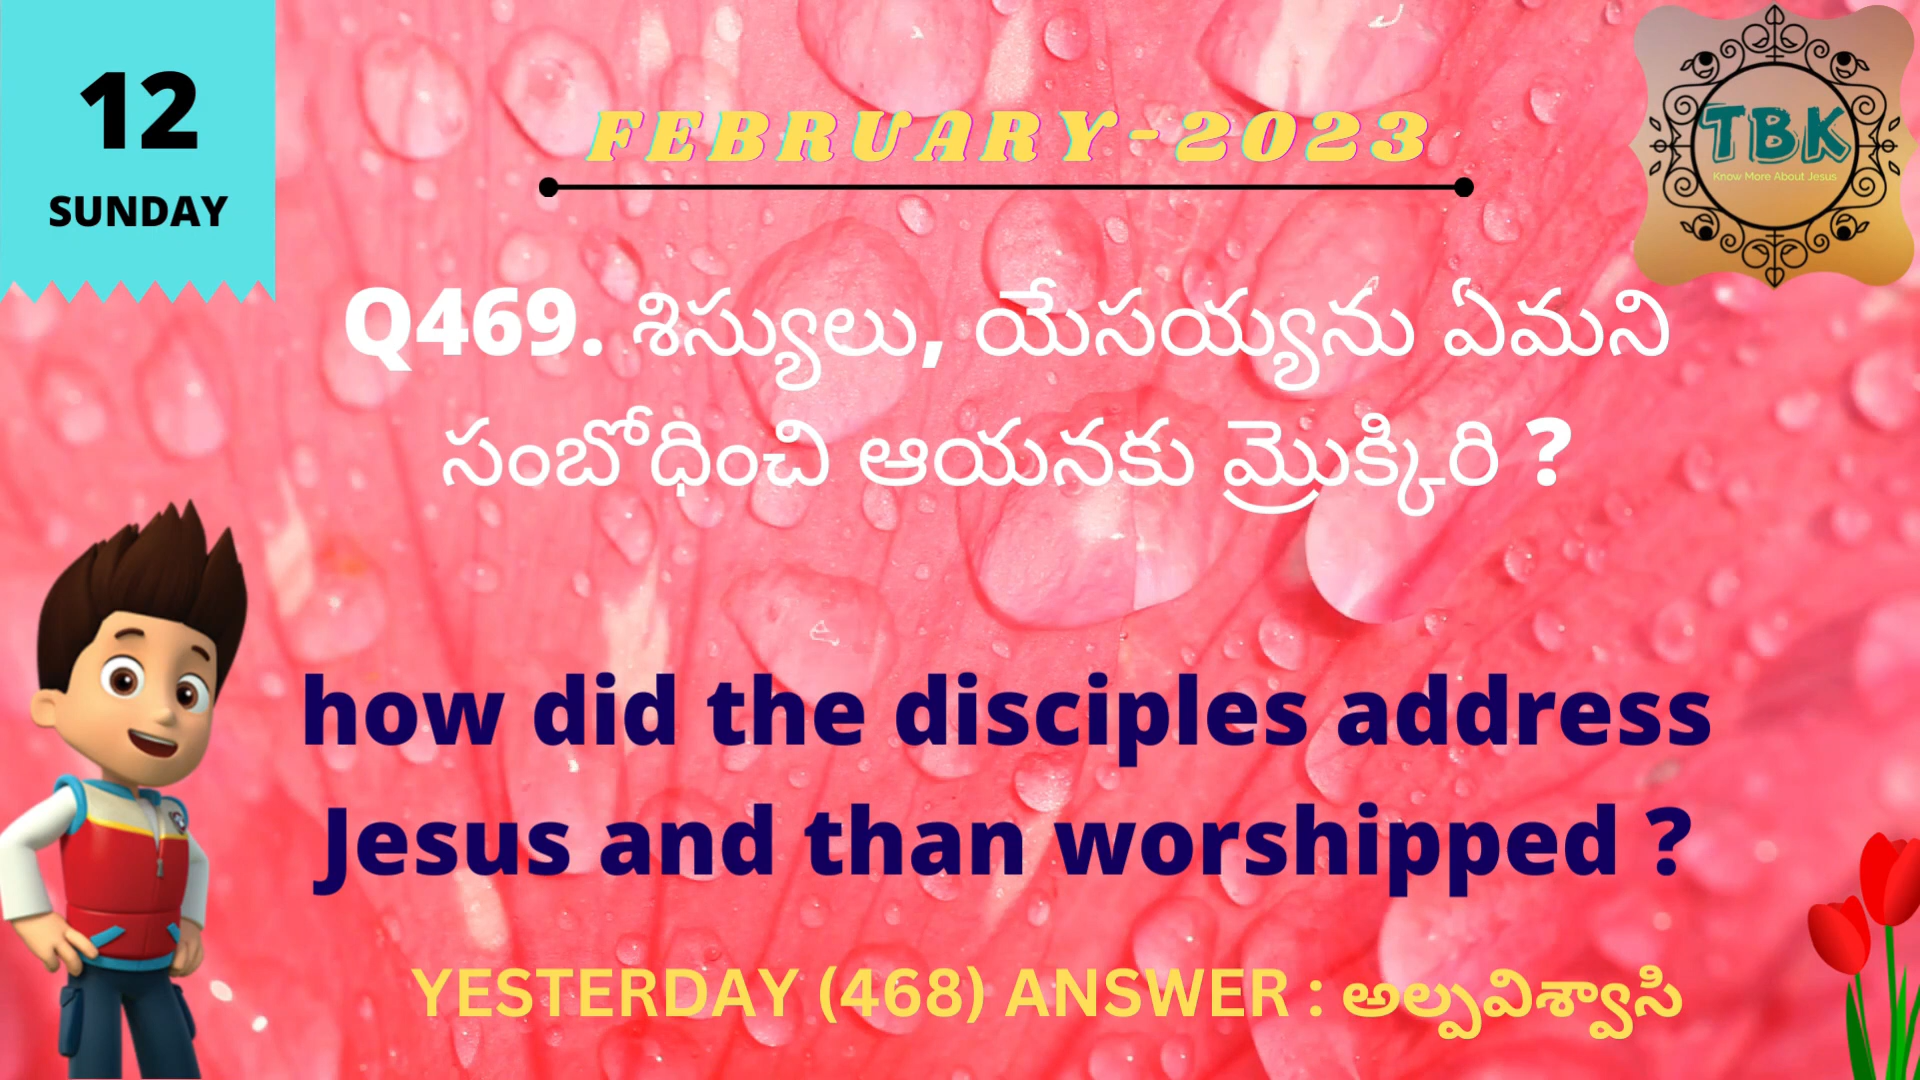 12
SUNDAY
FEBRUARY-2023
TBK
Know More About Jesus
Q469. శిస్యులు, యేసయ్యను ఏమని
సంబోధించి ఆయనకు మ్రొక్కిరి ?
how did the disciples address
Jesus and than worshipped ?
YESTERDAY (468) ANSWER : అల్పవిశ్వాసి